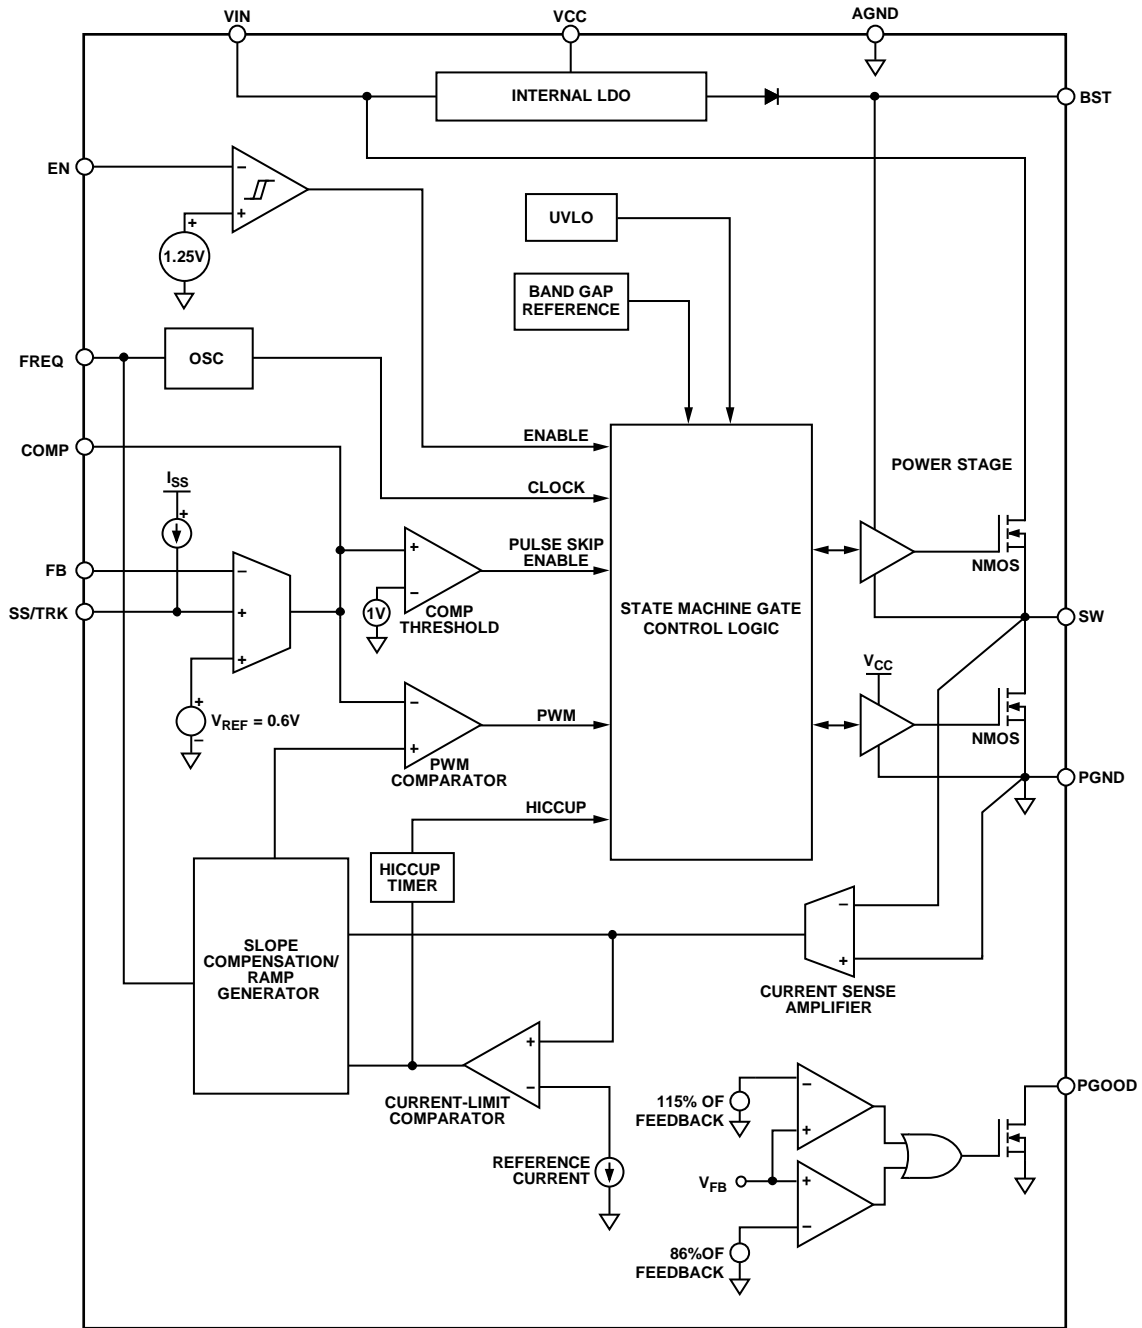 VIN
VCC
AGND
INTERNAL LDO
BST
EN
−
+
+
1.25V
UVLO
BAND GAP
REFERENCE
FREQ
OSC
COMP
ENABLE
POWER STAGE
ISS
+
CLOCK
FB
−
+
PULSE SKIP
ENABLE
NMOS
SS/TRK
+
−
1V
COMP
THRESHOLD
STATE MACHINE GATE
CONTROL LOGIC
SW
+
+
VREF = 0.6V
−
−
+
PWM
PWM
COMPARATOR
VCC
NMOS
PGND
HICCUP
HICCUP
TIMER
SLOPE
COMPENSATION/
RAMP
GENERATOR
−
+
CURRENT SENSE
AMPLIFIER
+
−
CURRENT-LIMIT
COMPARATOR
REFERENCE
CURRENT
115% OF
FEEDBACK
−
+
PGOOD
VFB
+
−
86%OF
FEEDBACK